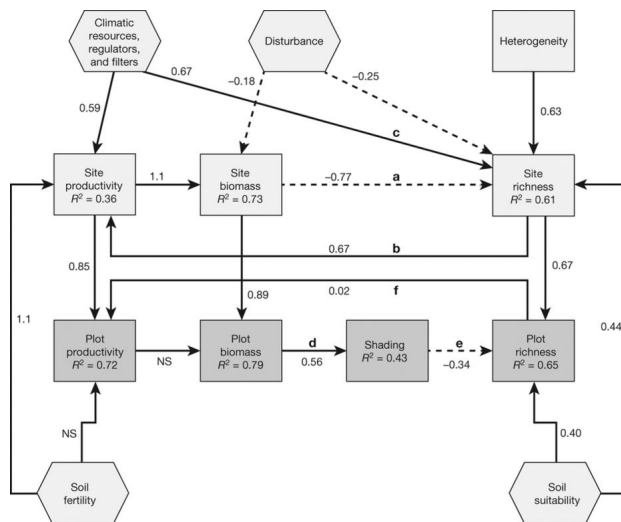 Climatic
resources,
regulators,
and filters
Disturbance
Heterogeneity
0.67
−0.18
−0.25
0.59
c
0.63
Site
productivity
R² = 0.36
1.1
Site
biomass
R² = 0.73
−0.77
a
Site
richness
R² = 0.61
0.67
b
0.85
0.67
0.02
f
0.89
1.1
0.44
Plot
productivity
R² = 0.72
NS
Plot
biomass
R² = 0.79
d
0.56
Shading
R² = 0.43
e
−0.34
Plot
richness
R² = 0.65
NS
0.40
Soil
fertility
Soil
suitability